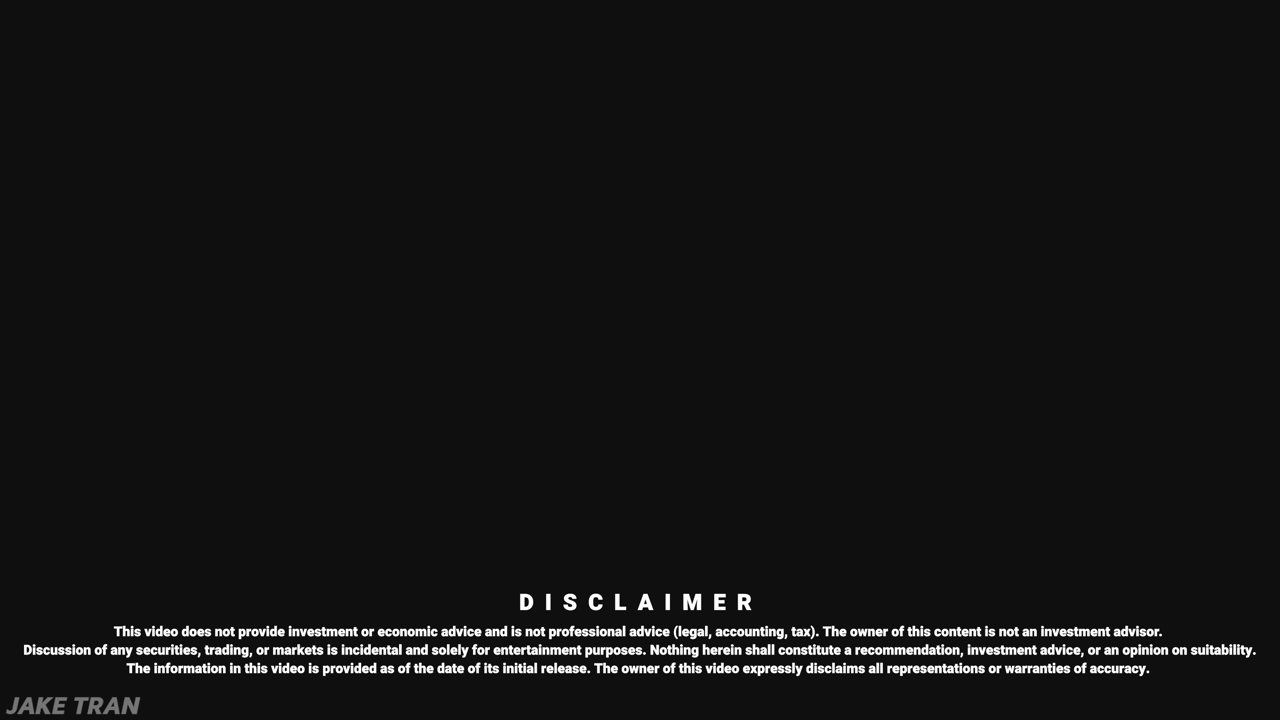 DISCLAIMER
This video does not provide investment or economic advice and is not professional advice (legal, accounting, tax). The owner of this content is not an investment advisor.
Discussion of any securities, trading, or markets is incidental and solely for entertainment purposes. Nothing herein shall constitute a recommendation, investment advice, or an opinion on suitability.
The information in this video is provided as of the date of its initial release. The owner of this video expressly disclaims all representations or warranties of accuracy.
JAKE TRAN